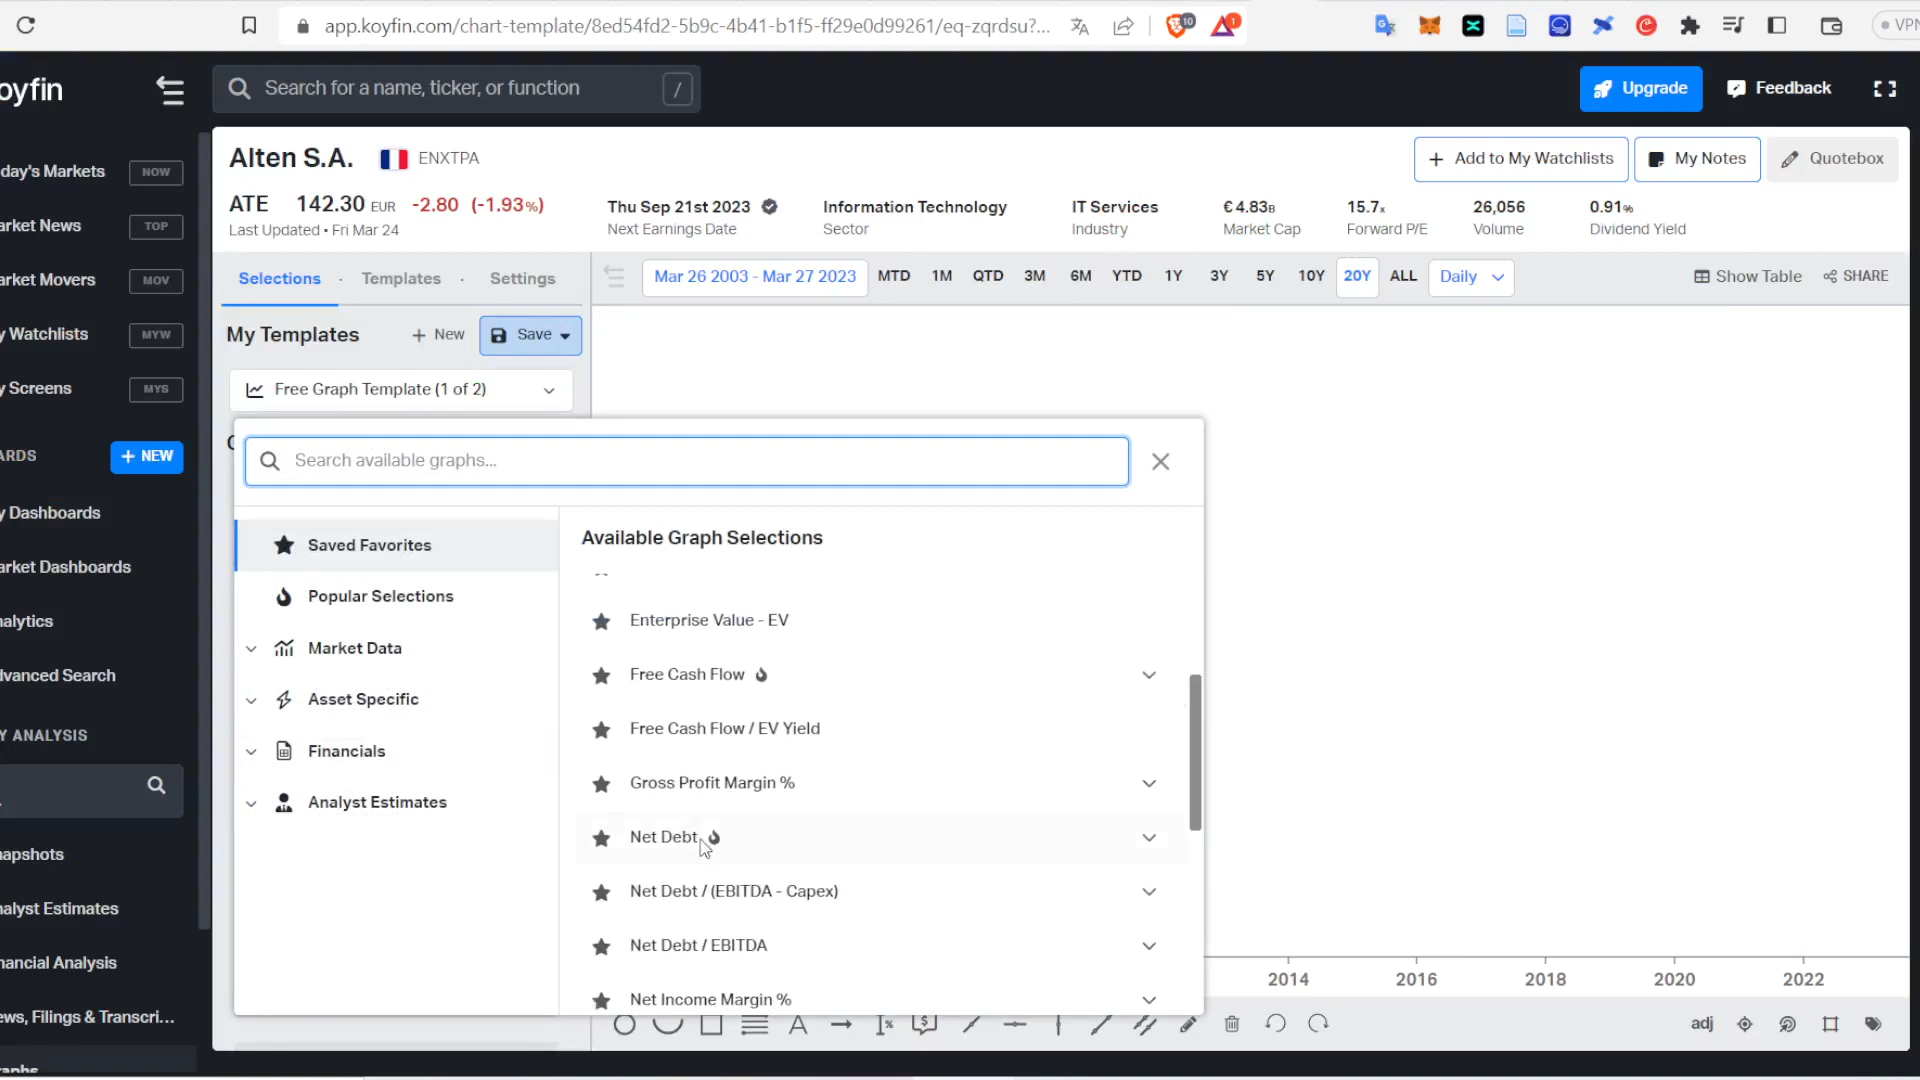 app.koyfin.com/chart-template/8ed54fd2-5b9c-4b41-b1f5-ff29e0d99261/eq-zqrdsu?...
10
1
VPN
oyfin
Search for a name, ticker, or function
/
Upgrade
Feedback
day's Markets NOW
arket News TOP
arket Movers MOV
y Watchlists MYW
y Screens MYS
ARDS
+ NEW
y Dashboards
arket Dashboards
nalytics
dvanced Search
Y ANALYSIS
napshots
nalyst Estimates
nancial Analysis
ews, Filings & Transcri...
Alten S.A. ENXTPA
+ Add to My Watchlists
My Notes
Quotebox
ATE 142.30 EUR -2.80 (-1.93%)
Last Updated • Fri Mar 24
Thu Sep 21st 2023
Next Earnings Date
Information Technology
Sector
IT Services
Industry
€4.83B
Market Cap
15.7x
Forward P/E
26,056
Volume
0.91%
Dividend Yield
Selections · Templates · Settings
Mar 26 2003 - Mar 27 2023 MTD 1M QTD 3M 6M YTD 1Y 3Y 5Y 10Y 20Y ALL Daily
Show Table SHARE
My Templates + New Save
Free Graph Template (1 of 2)
Search available graphs...
Saved Favorites
Popular Selections
Market Data
Asset Specific
Financials
Analyst Estimates
Available Graph Selections
Enterprise Value - EV
Free Cash Flow
Free Cash Flow / EV Yield
Gross Profit Margin %
Net Debt
Net Debt / (EBITDA - Capex)
Net Debt / EBITDA
Net Income Margin %
2014 2016 2018 2020 2022
adj